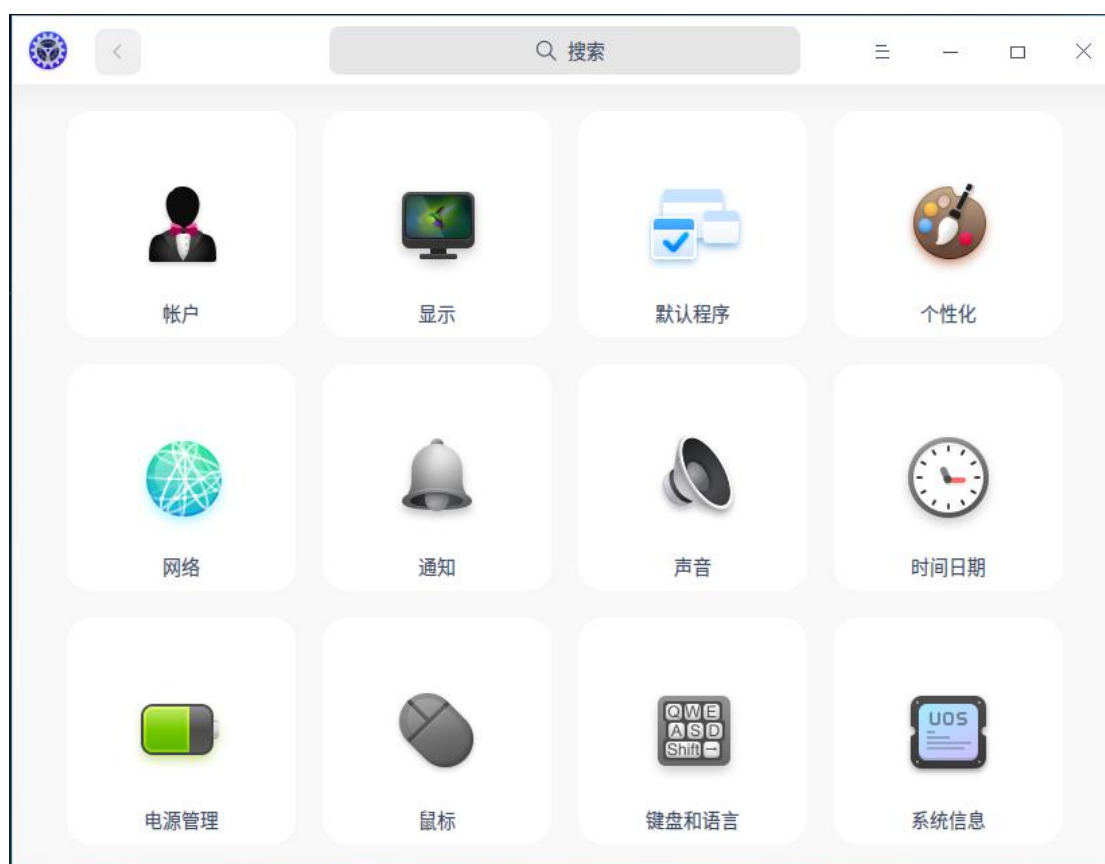 搜索
帐户
显示
默认程序
个性化
网络
通知
声音
时间日期
QWE
ASD
Shift→
UOS
电源管理
鼠标
键盘和语言
系统信息